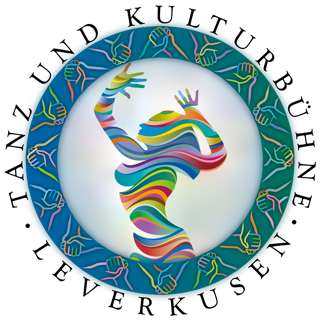 TANZ UND KULTURBÜHNE
· LEVERKUSEN ·